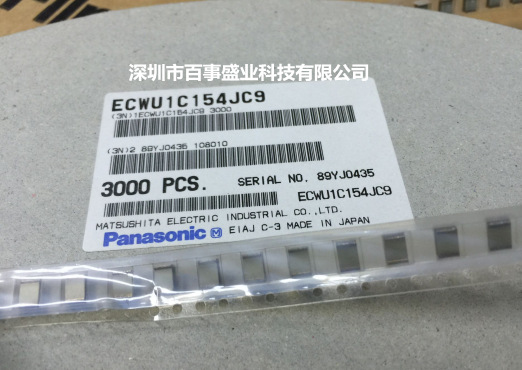 深圳市百事盛业科技有限公司
ECWU1C154JC9
(3N)1ECWU1C154JC9 3000
(3N)2 89YJ0435 108010
3000 PCS.
SERIAL NO. 89YJ0435
ECWU1C154JC9
MATSUSHITA ELECTRIC INDUSTRIAL CO.,LTD.
Panasonic M EIAJ C-3 MADE IN JAPAN